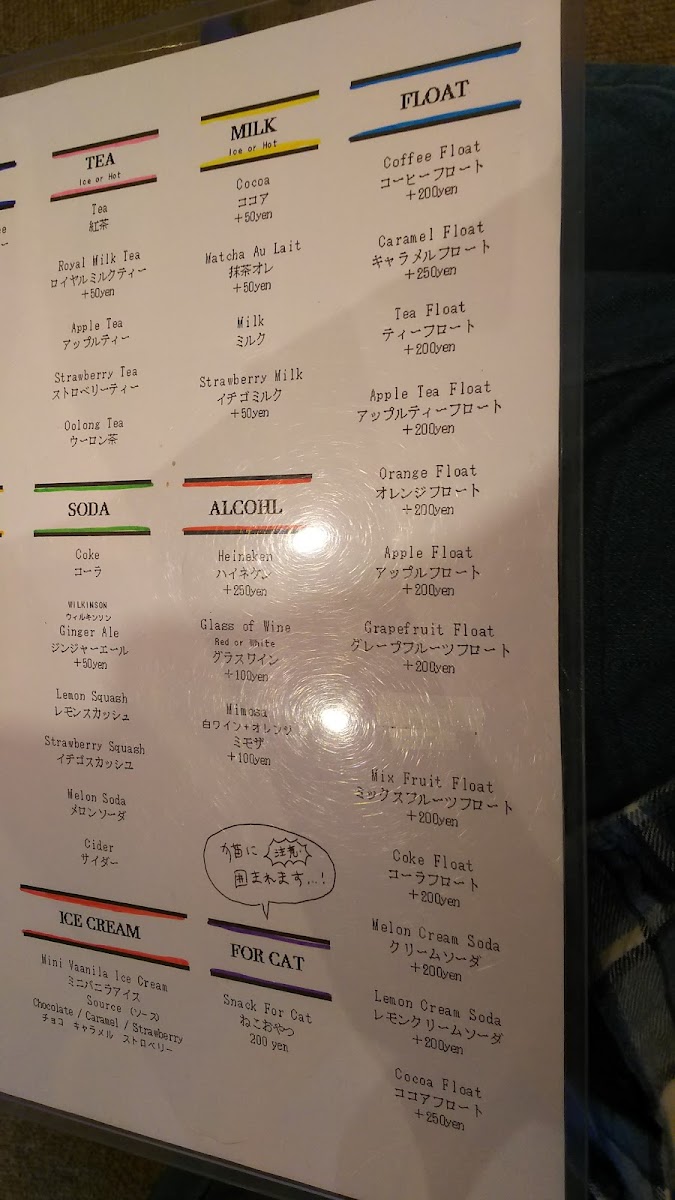 TEA
Ice or Hot
Tea
紅茶
Royal Milk Tea
ロイヤルミルクティー
+50yen
Apple Tea
アップルティー
Strawberry Tea
ストロベリーティー
Oolong Tea
ウーロン茶
SODA
Coke
コーラ
WILKINSON
ウィルキンソン
Ginger Ale
ジンジャーエール
+50yen
Lemon Squash
レモンスカッシュ
Strawberry Squash
イチゴスカッシュ
Melon Soda
メロンソーダ
Cider
サイダー
ICE CREAM
Mini Vaanila Ice Cream
ミニバニラアイス
Source (ソース)
Chocolate / Caramel / Strawberry
チョコ キャラメル ストロベリー
MILK
Ice or Hot
Cocoa
ココア
+50yen
Matcha Au Lait
抹茶オレ
+50yen
Milk
ミルク
Strawberry Milk
イチゴミルク
+50yen
ALCOHL
Heineken
ハイネゲン
+250yen
Glass of Wine
Red or White
グラスワイン
+100yen
Mimosa
白ワイン+オレンジ
ミモザ
+100yen
猫に 注意
囲まれます...!
FOR CAT
Snack For Cat
ねこおやつ
200 yen
FLOAT
Coffee Float
コーヒーフロート
+200yen
Caramel Float
キャラメルフロート
+250yen
Tea Float
ティーフロート
+200yen
Apple Tea Float
アップルティーフロート
+200yen
Orange Float
オレンジフロート
+200yen
Apple Float
アップルフロート
+200yen
Grapefruit Float
グレープフルーツフロート
+200yen
Mix Fruit Float
ミックスフルーツフロート
+200yen
Coke Float
コーラフロート
+200yen
Melon Cream Soda
クリームソーダ
+200yen
Lemon Cream Soda
レモンクリームソーダ
+200yen
Cocoa Float
ココアフロート
+250yen